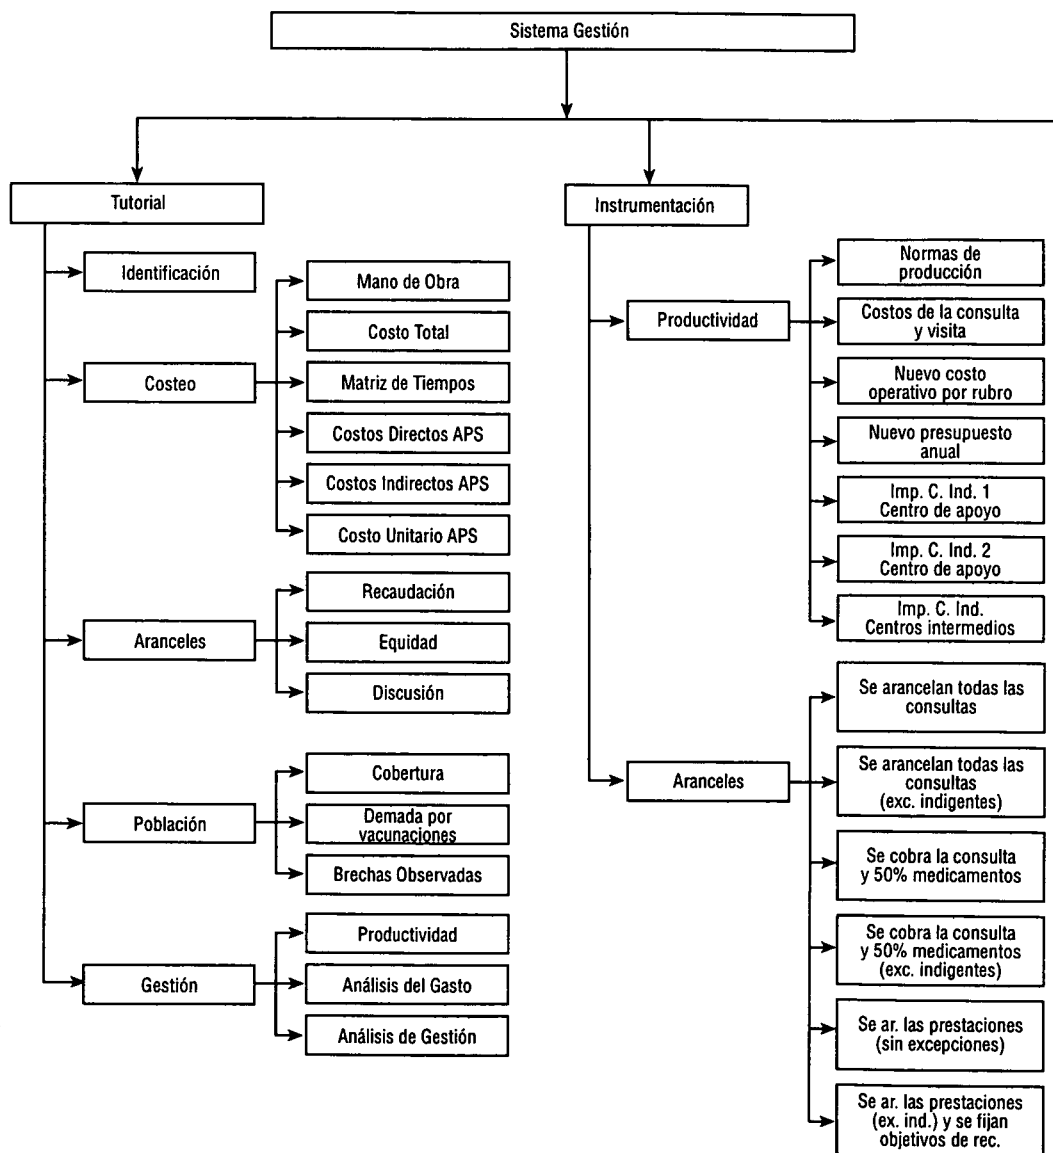 Sistema Gestión
Tutorial
Identificación
Costeo
Mano de Obra
Costo Total
Matriz de Tiempos
Costos Directos APS
Costos Indirectos APS
Costo Unitario APS
Aranceles
Recaudación
Equidad
Discusión
Población
Cobertura
Demada por
vacunaciones
Brechas Observadas
Gestión
Productividad
Análisis del Gasto
Análisis de Gestión
Instrumentación
Productividad
Normas de
producción
Costos de la consulta
y visita
Nuevo costo
operativo por rubro
Nuevo presupuesto
anual
Imp. C. Ind. 1
Centro de apoyo
Imp. C. Ind. 2
Centro de apoyo
Imp. C. Ind.
Centros intermedios
Aranceles
Se arancelan todas las
consultas
Se arancelan todas las
consultas
(exc. indigentes)
Se cobra la consulta
y 50% medicamentos
Se cobra la consulta
y 50% medicamentos
(exc. indigentes)
Se ar. las prestaciones
(sin excepciones)
Se ar. las prestaciones
(ex. ind.) y se fijan
objetivos de rec.